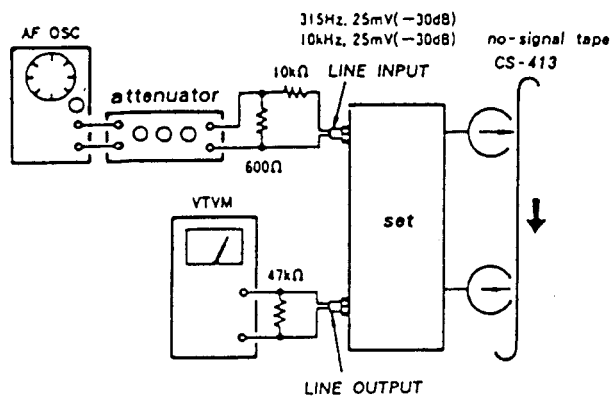 315Hz, 25mV(−30dB)
10kHz, 25mV(−30dB)
no-signal tape
CS-413
AF OSC
attenuator
10kΩ
LINE INPUT
600Ω
set
VTVM
47kΩ
LINE OUTPUT